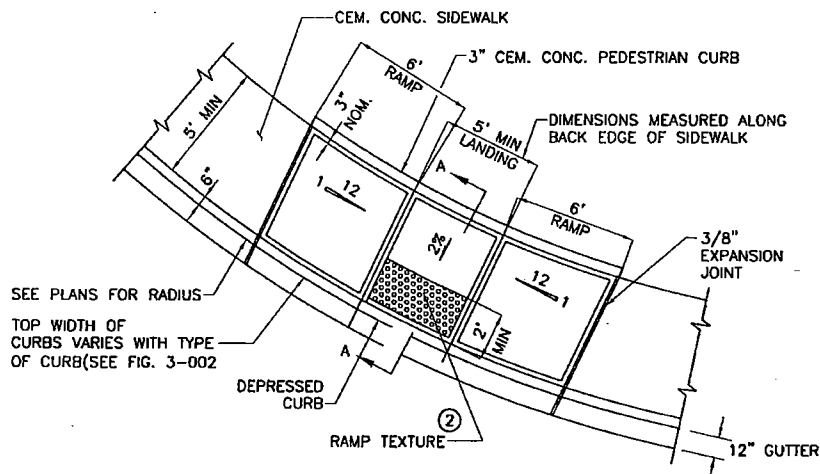 CEM. CONC. SIDEWALK
6'
RAMP
3" CEM. CONC. PEDESTRIAN CURB
3"
NOM.
5' MIN
LANDING
DIMENSIONS MEASURED ALONG
BACK EDGE OF SIDEWALK
5' MIN
A
6'
RAMP
6"
1 12
2%
12 1
3/8"
EXPANSION
JOINT
SEE PLANS FOR RADIUS
TOP WIDTH OF
CURBS VARIES WITH TYPE
OF CURB(SEE FIG. 3-002
2'
MIN
A
DEPRESSED
CURB
2
RAMP TEXTURE
12" GUTTER